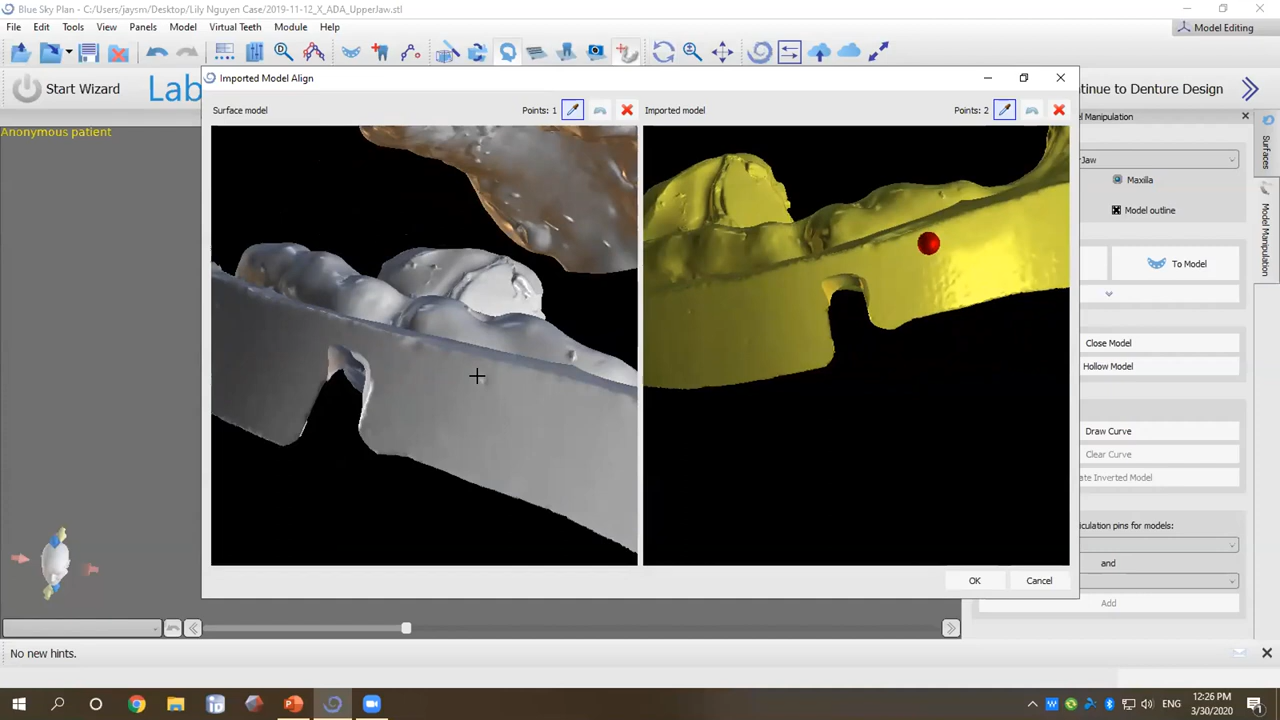 Blue Sky Plan - C:/Users/jaysm/Desktop/Lily Nguyen Case/2019-11-12_X_ADA_UpperJaw.stl
File Edit Tools View Panels Model Virtual Teeth Module Help
Model Editing
Start Wizard
Lab
Continue to Denture Design
Imported Model Align
Surface model
Points: 1
Imported model
Points: 2
Anonymous patient
Manipulation
Jaw
Maxilla
Model outline
To Model
Close Model
Hollow Model
Draw Curve
Clear Curve
Inverted Model
pins for models:
and
Add
Surfaces
Model Manipulation
OK
Cancel
No new hints.
ENG
12:26 PM
3/30/2020